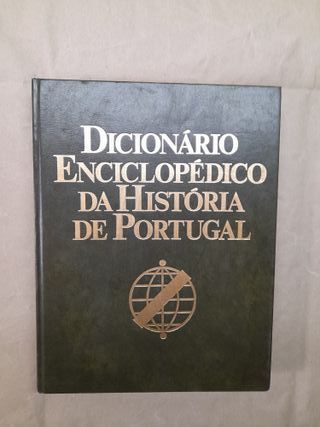 DICIONÁRIO
ENCICLOPÉDICO
DA HISTÓRIA
DE PORTUGAL